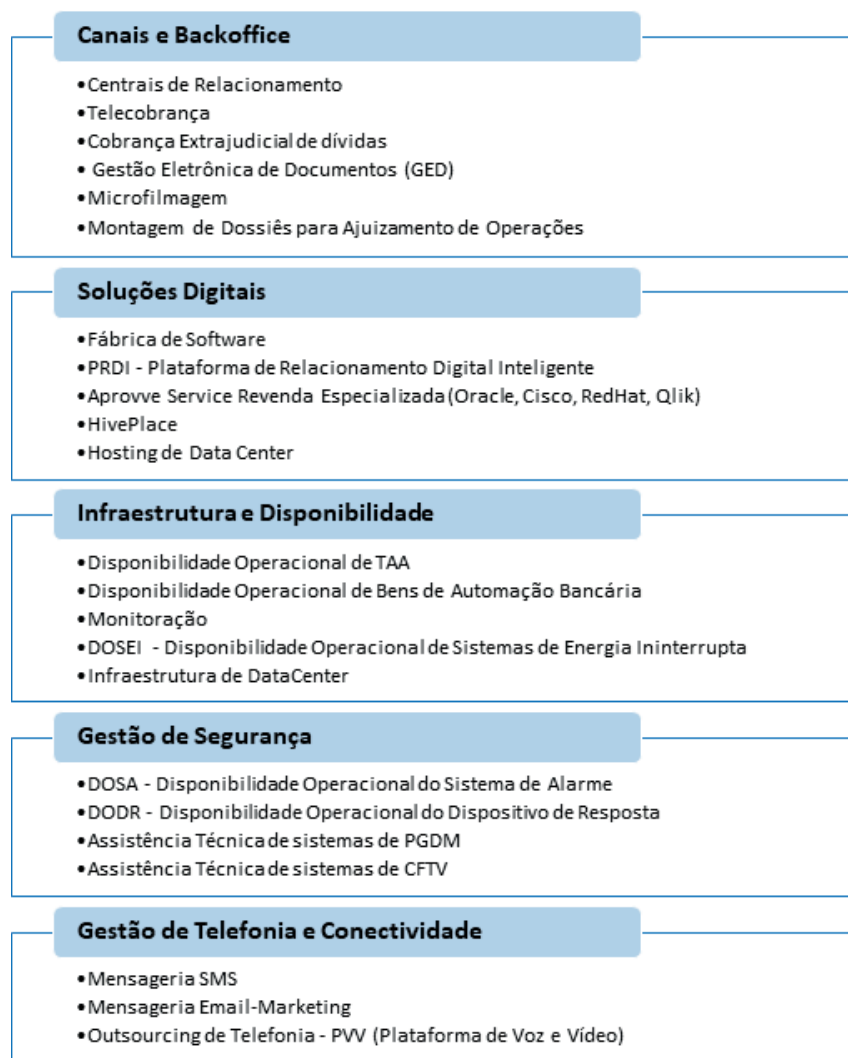 Canais e Backoffice
•Centrais de Relacionamento
•Telecobrança
•Cobrança Extrajudicial de dívidas
• Gestão Eletrônica de Documentos (GED)
•Microfilmagem
•Montagem de Dossiês para Ajuizamento de Operações
Soluções Digitais
•Fábrica de Software
•PRDI - Plataforma de Relacionamento Digital Inteligente
•Aprovve Service Revenda Especializada (Oracle, Cisco, RedHat, Qlik)
•HivePlace
•Hosting de Data Center
Infraestrutura e Disponibilidade
•Disponibilidade Operacional de TAA
•Disponibilidade Operacional de Bens de Automação Bancária
•Monitoração
•DOSEI - Disponibilidade Operacional de Sistemas de Energia Ininterrupta
•Infraestrutura de DataCenter
Gestão de Segurança
•DOSA - Disponibilidade Operacional do Sistema de Alarme
•DODR - Disponibilidade Operacional do Dispositivo de Resposta
•Assistência Técnica de sistemas de PGDM
•Assistência Técnica de sistemas de CFTV
Gestão de Telefonia e Conectividade
•Mensageria SMS
•Mensageria Email-Marketing
•Outsourcing de Telefonia - PVV (Plataforma de Voz e Vídeo)